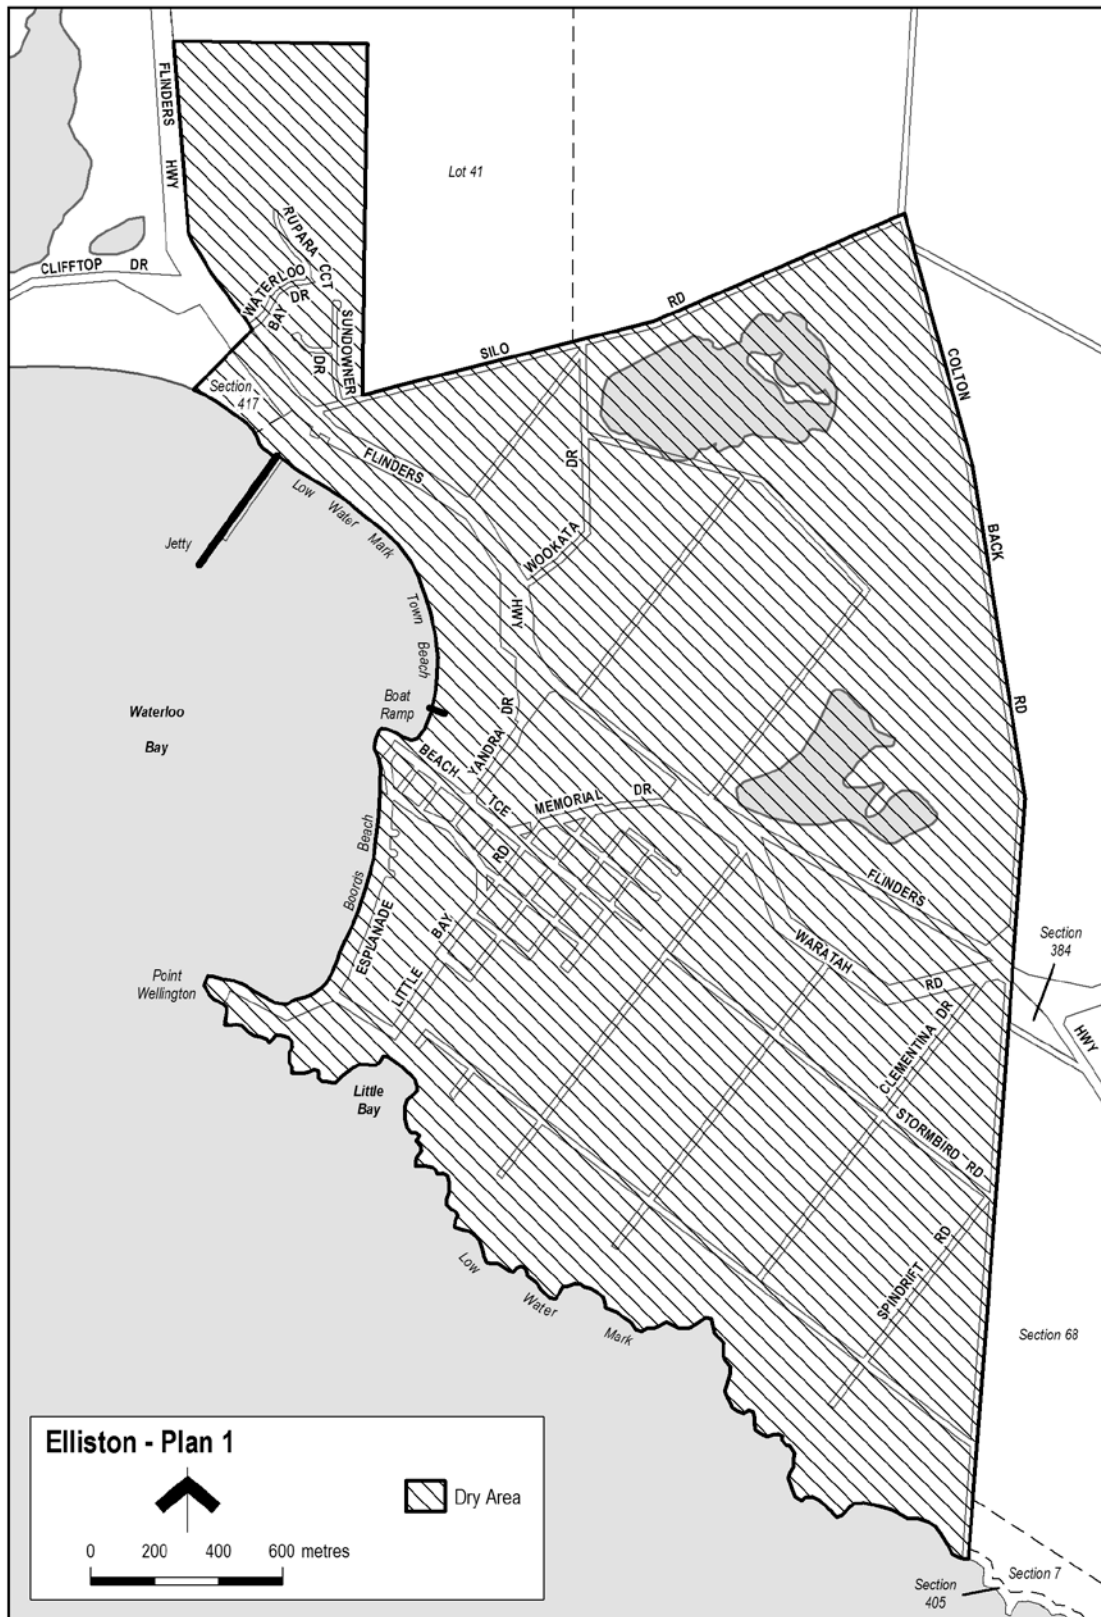 FLINDERS
HWY
Lot 41
CLIFFTOP DR
RUPARA
CCT
WATERLOO
BAY
DR
SUNDOWNER
DR
SILO
RD
COLTON
BACK
RD
Section
417
FLINDERS
HWY
Jetty
Low
Water
Mark
Town
Beach
WOOKATA
DR
Waterloo
Bay
Boat
Ramp
YANDRA
DR
BEACH
TCE
MEMORIAL
DR
Boords
Beach
ESPLANADE
LITTLE
BAY
RD
FLINDERS
HWY
WARATAH
RD
Section
384
Point
Wellington
CLEMENTINA DR
Little
Bay
STORMBIRD RD
SPINDRIFT
RD
Low
Water
Mark
Section 68
Elliston - Plan 1
Dry Area
0 200 400 600 metres
Section 7
Section
405